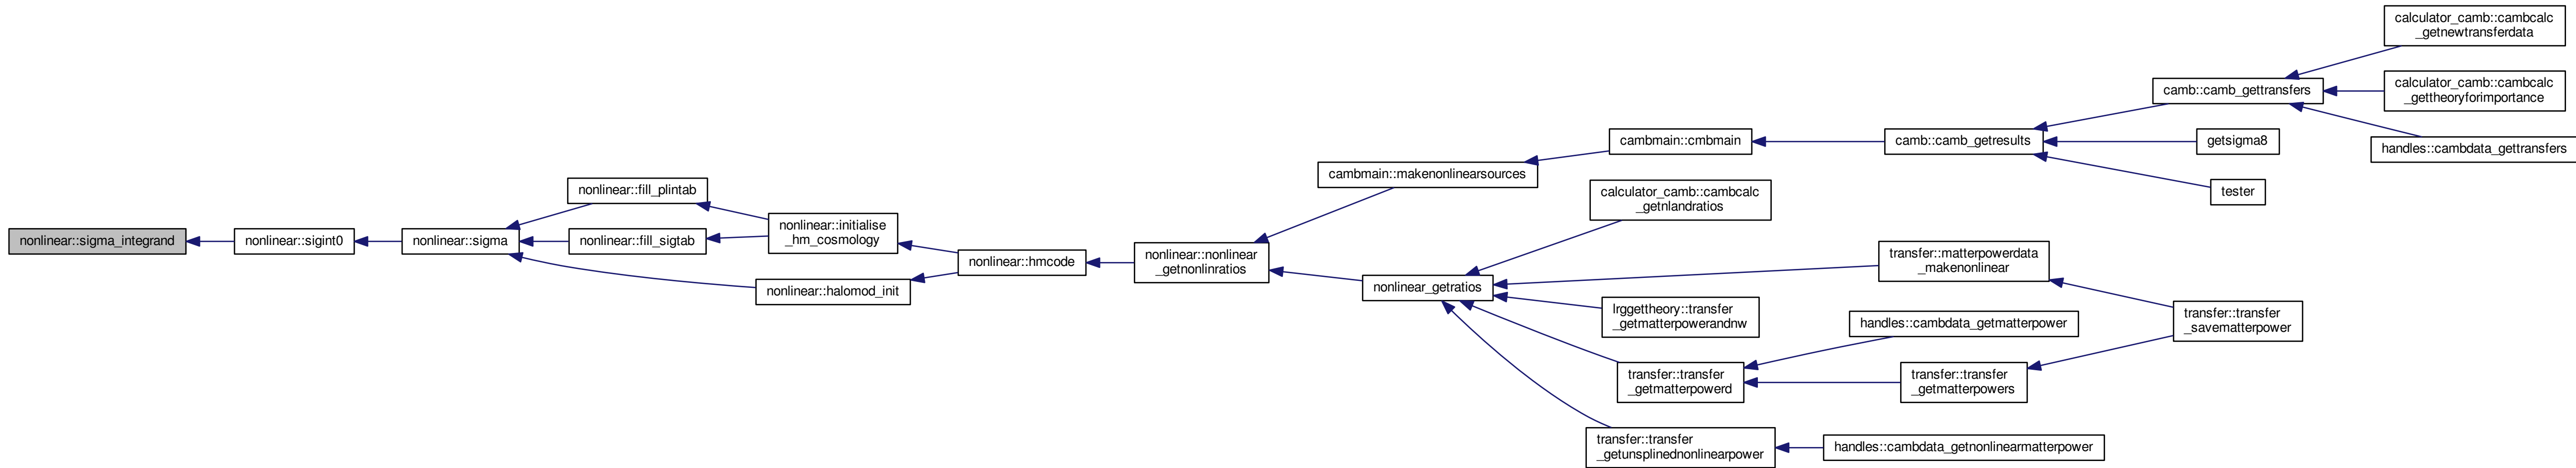 nonlinear::sigma_integrand
nonlinear::sigint0
nonlinear::sigma
nonlinear::fill_plintab
nonlinear::fill_sigtab
nonlinear::halomod_init
nonlinear::initialise
_hm_cosmology
nonlinear::hmcode
nonlinear::nonlinear
_getnonlinratios
cambmain::makenonlinearsources
nonlinear_getratios
cambmain::cmbmain
calculator_camb::cambcalc
_getnlandratios
transfer::matterpowerdata
_makenonlinear
lrggettheory::transfer
_getmatterpowerandnw
transfer::transfer
_getmatterpowerd
transfer::transfer
_getunsplinednonlinearpower
camb::camb_getresults
camb::camb_gettransfers
getsigma8
tester
calculator_camb::cambcalc
_getnewtransferdata
calculator_camb::cambcalc
_gettheoryforimportance
handles::cambdata_gettransfers
transfer::transfer
_savematterpower
handles::cambdata_getmatterpower
transfer::transfer
_getmatterpowers
handles::cambdata_getnonlinearmatterpower